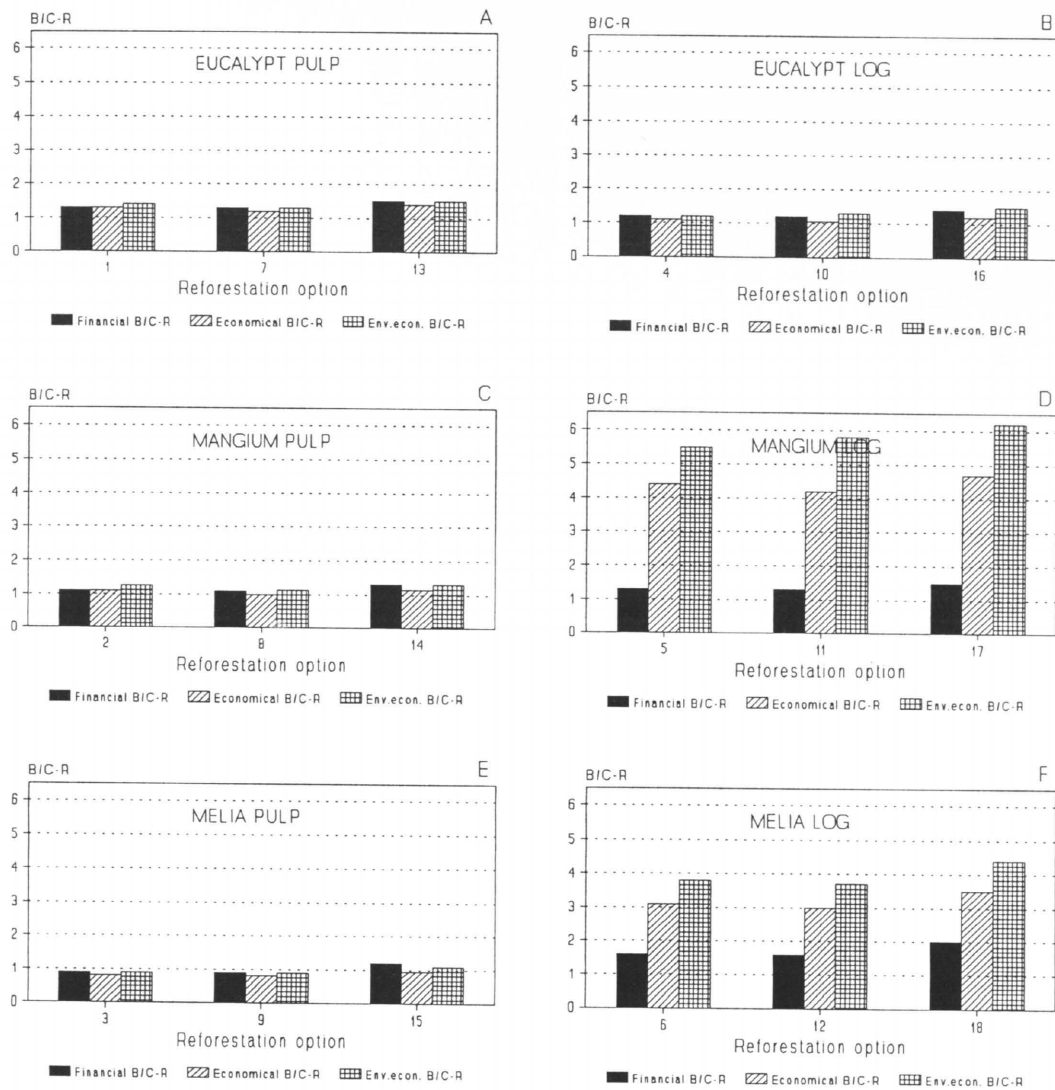 B/C-R A
EUCALYPT PULP
6
5
4
3
2
1
0
1 7 13
Reforestation option
Financial B/C-R Economical B/C-R Env.econ. B/C-R
B/C-R B
EUCALYPT LOG
6
5
4
3
2
1
0
4 10 16
Reforestation option
Financial B/C-R Economical B/C-R Env.econ. B/C-R
B/C-R C
MANGIUM PULP
6
5
4
3
2
1
0
2 8 14
Reforestation option
Financial B/C-R Economical B/C-R Env.econ. B/C-R
B/C-R D
MANGIUM LOG
6
5
4
3
2
1
0
5 11 17
Reforestation option
Financial B/C-R Economical B/C-R Env.econ. B/C-R
B/C-R E
MELIA PULP
6
5
4
3
2
1
0
3 9 15
Reforestation option
Financial B/C-R Economical B/C-R Env.econ. B/C-R
B/C-R F
MELIA LOG
6
5
4
3
2
1
0
6 12 18
Reforestation option
Financial B/C-R Economical B/C-R Env.econ. B/C-R